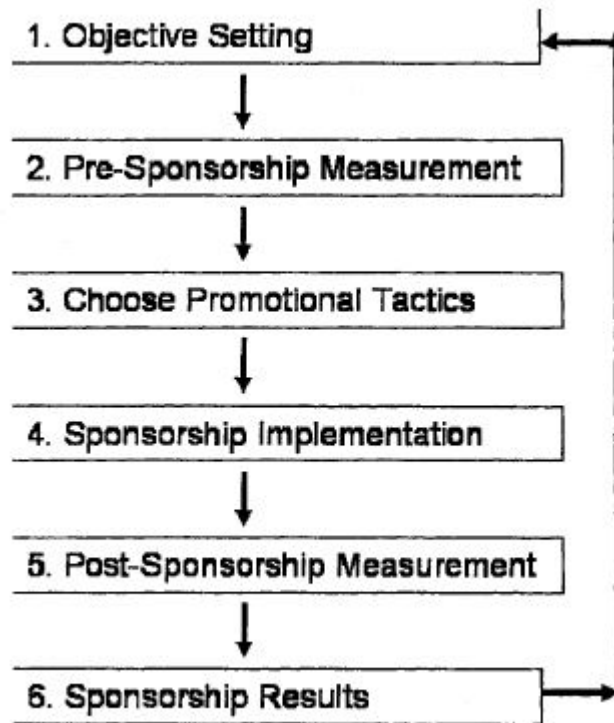 1. Objective Setting
2. Pre-Sponsorship Measurement
3. Choose Promotional Tactics
4. Sponsorship Implementation
5. Post-Sponsorship Measurement
6. Sponsorship Results